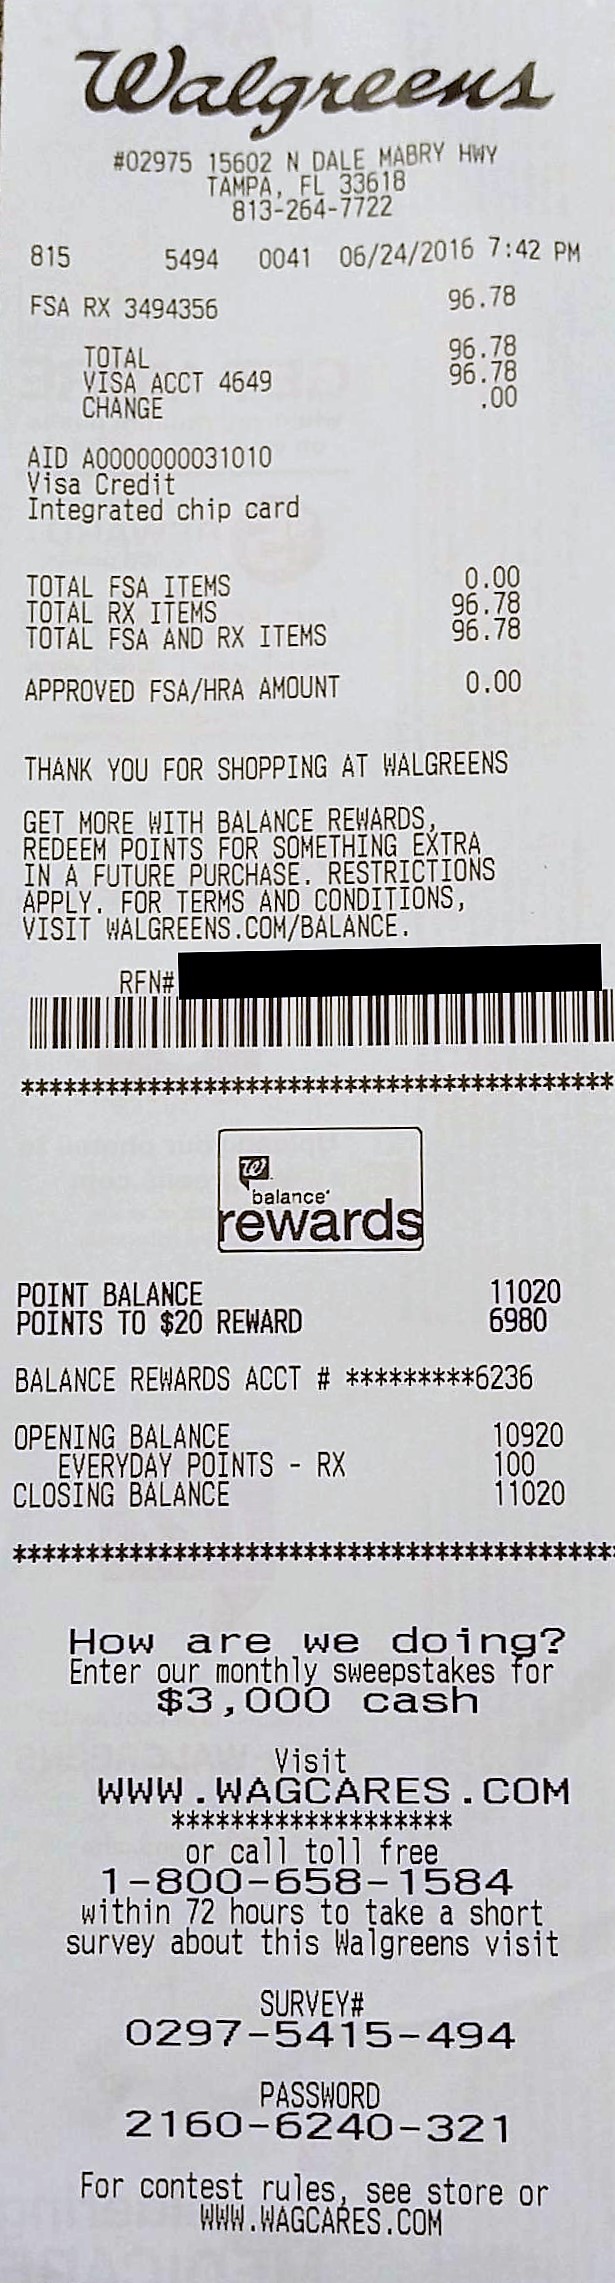 Walgreens
#02975 15602 N DALE MABRY HWY
TAMPA, FL 33618
813-264-7722
815 5494 0041 06/24/2016 7:42 PM
FSA RX 3494356 96.78
TOTAL 96.78
VISA ACCT 4649 96.78
CHANGE .00
AID A0000000031010
Visa Credit
Integrated chip card
TOTAL FSA ITEMS 0.00
TOTAL RX ITEMS 96.78
TOTAL FSA AND RX ITEMS 96.78
APPROVED FSA/HRA AMOUNT 0.00
THANK YOU FOR SHOPPING AT WALGREENS
GET MORE WITH BALANCE REWARDS,
REDEEM POINTS FOR SOMETHING EXTRA
IN A FUTURE PURCHASE. RESTRICTIONS
APPLY. FOR TERMS AND CONDITIONS,
VISIT WALGREENS.COM/BALANCE.
RFN#
******************************************
W
balance
rewards
POINT BALANCE 11020
POINTS TO $20 REWARD 6980
BALANCE REWARDS ACCT # *********6236
OPENING BALANCE 10920
EVERYDAY POINTS - RX 100
CLOSING BALANCE 11020
******************************************
How are we doing?
Enter our monthly sweepstakes for
$3,000 cash
Visit
WWW.WAGCARES.COM
********************
or call toll free
1-800-658-1584
within 72 hours to take a short
survey about this Walgreens visit
SURVEY#
0297-5415-494
PASSWORD
2160-6240-321
For contest rules, see store or
WWW.WAGCARES.COM